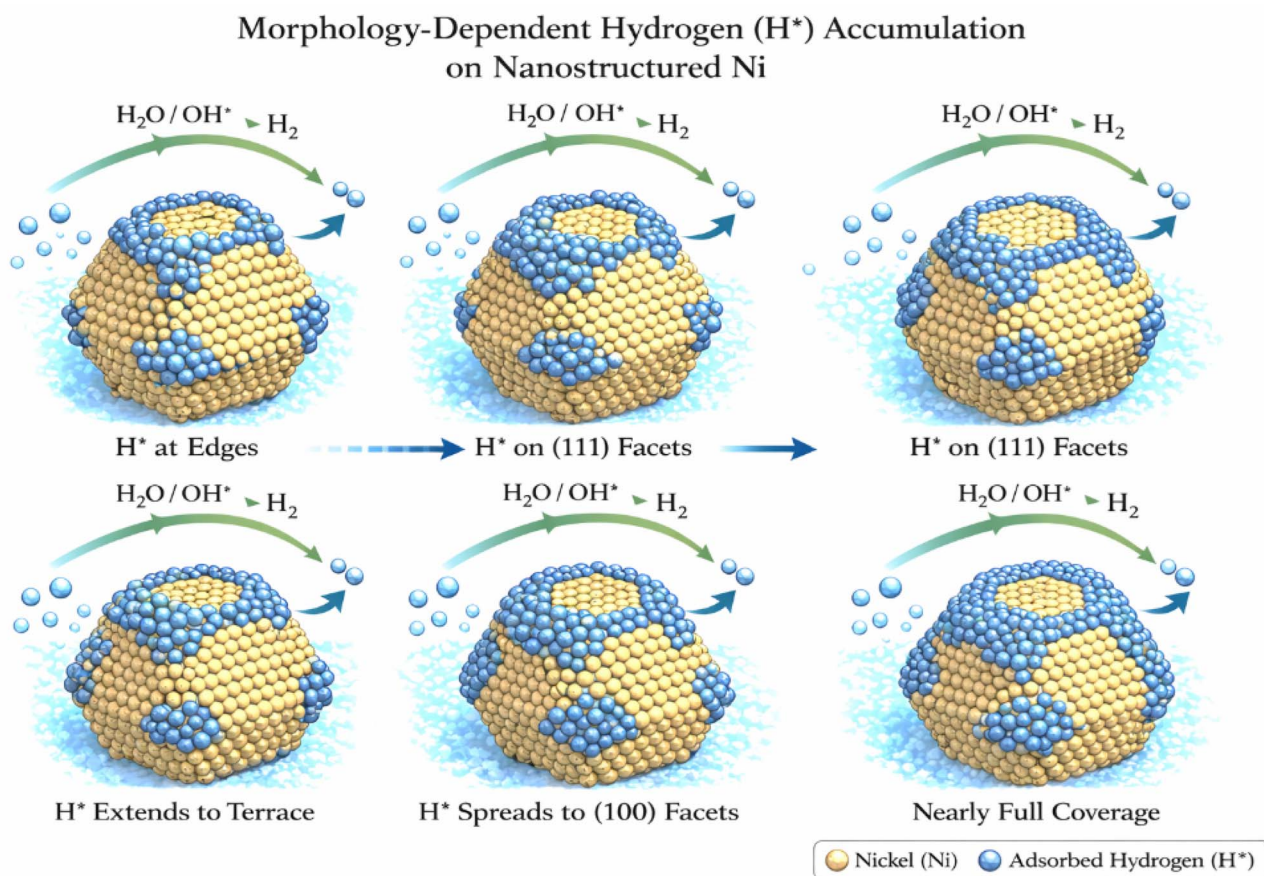 Morphology-Dependent Hydrogen (H*) Accumulation
on Nanostructured Ni
H₂O / OH* ► H₂
H₂O / OH* ► H₂
H₂O / OH* ► H₂
H* at Edges
H* on (111) Facets
H* on (111) Facets
H₂O / OH* ► H₂
H₂O / OH* ► H₂
H₂O / OH* ► H₂
H* Extends to Terrace
H* Spreads to (100) Facets
Nearly Full Coverage
Nickel (Ni)
Adsorbed Hydrogen (H*)